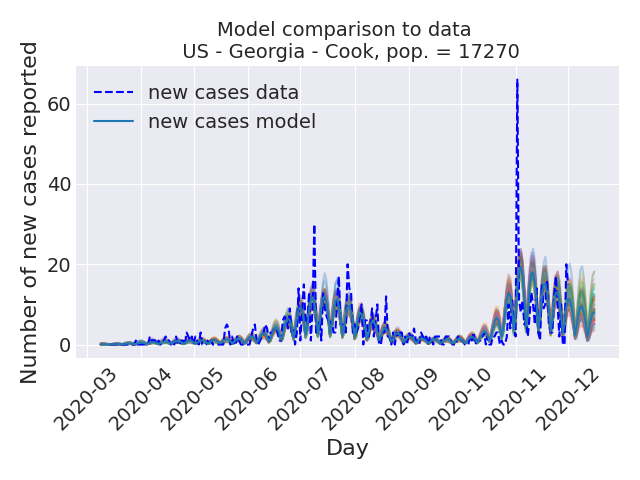 Model comparison to data
US - Georgia - Cook, pop. = 17270
Number of new cases reported
60
40
20
0
new cases data
new cases model
2020-03
2020-04
2020-05
2020-06
2020-07
2020-08
2020-09
2020-10
2020-11
2020-12
Day